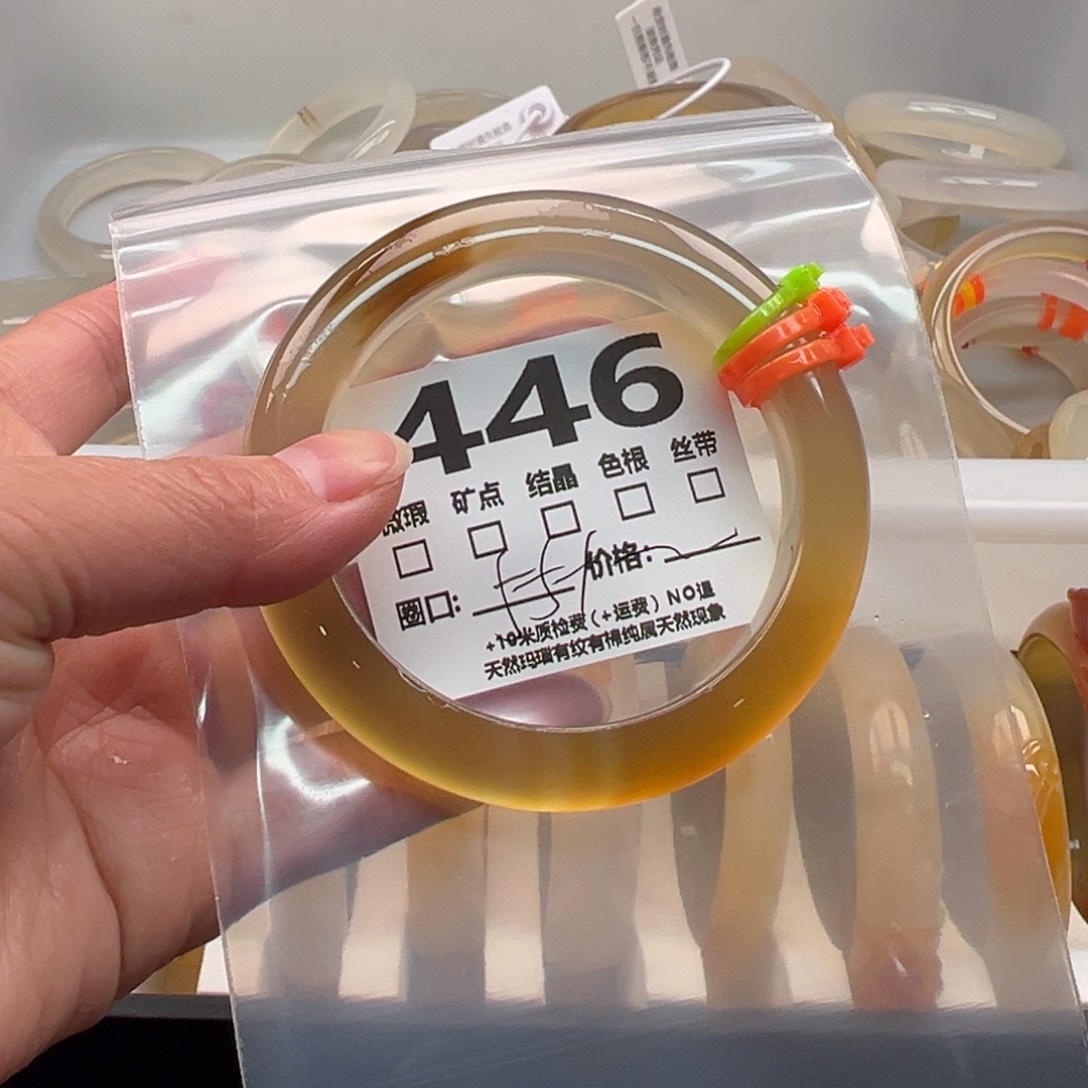 446
微瑕 矿点 结晶 色根 丝带
圈口: 价格:
+10米质检费(+运费)NO退
天然玛瑙有纹有棉纯属天然现象